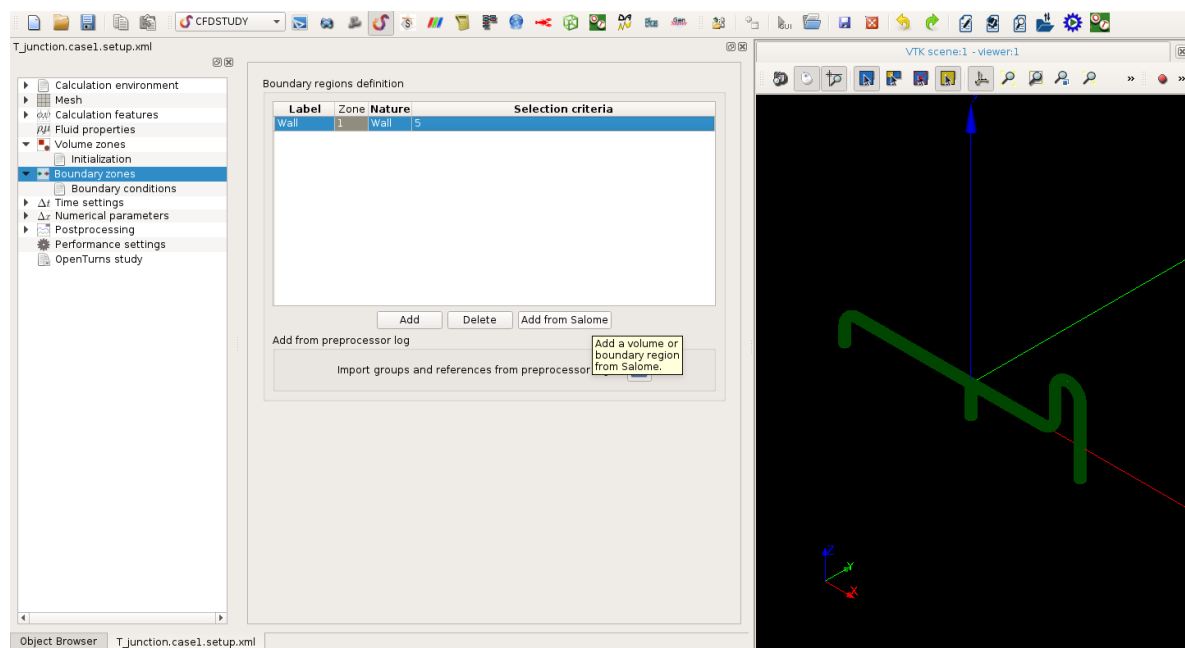 CFDSTUDY
T_junction.case1.setup.xml
Calculation environment
Mesh
Calculation features
Fluid properties
Volume zones
Initialization
Boundary zones
Boundary conditions
Δt Time settings
Δx Numerical parameters
Postprocessing
Performance settings
OpenTurns study
Boundary regions definition
Label Zone Nature Selection criteria
Wall 1 Wall 5
Add Delete Add from Salome
Add from preprocessor log
Import groups and references from preprocessor
Add a volume or
boundary region
from Salome.
Object Browser T_junction.case1.setup.xml
VTK scene:1 - viewer:1
Z
Y
X